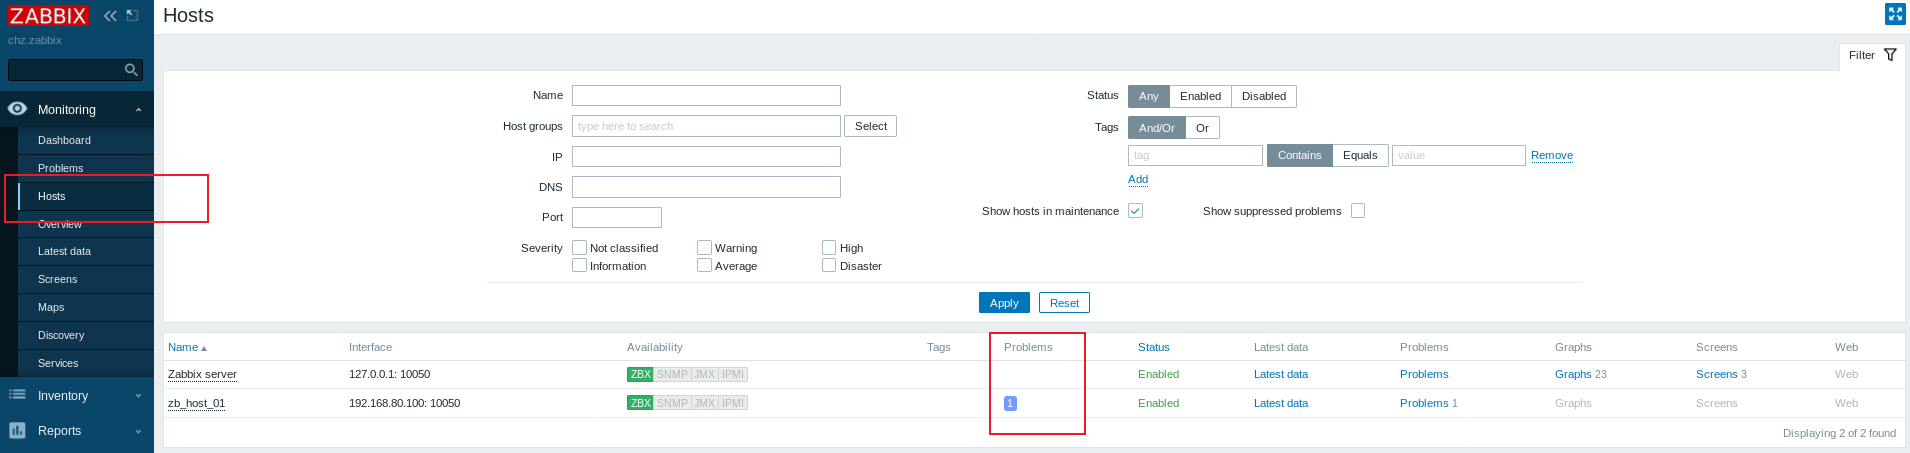 ZABBIX
chz.zabbix
Monitoring
Dashboard
Problems
Hosts
Overview
Latest data
Screens
Maps
Discovery
Services
Inventory
Reports
Hosts
Filter
Name
Host groups type here to search Select
IP
DNS
Port
Severity Not classified Warning High
Information Average Disaster
Status Any Enabled Disabled
Tags And/Or Or
tag Contains Equals value Remove
Add
Show hosts in maintenance Show suppressed problems
Apply Reset
Name Interface Availability Tags Problems Status Latest data Problems Graphs Screens Web
Zabbix server 127.0.0.1: 10050 ZBX SNMP JMX IPMI Enabled Latest data Problems Graphs 23 Screens 3 Web
zb_host_01 192.168.80.100: 10050 ZBX SNMP JMX IPMI 1 Enabled Latest data Problems 1 Graphs Screens Web
Displaying 2 of 2 found